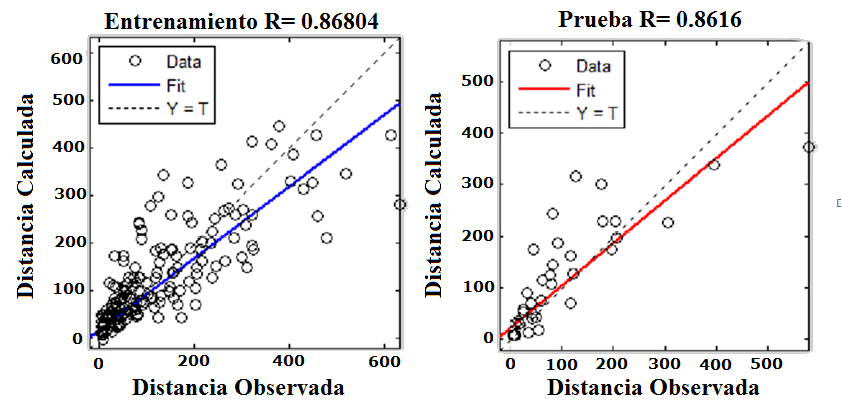 Entrenamiento R= 0.86804
Distancia Calculada
600
500
400
300
200
100
0
Data
Fit
Y = T
0
200
400
600
Distancia Observada
Prueba R= 0.8616
Distancia Calculada
500
400
300
200
100
0
Data
Fit
Y = T
0
100
200
300
400
500
Distancia Observada